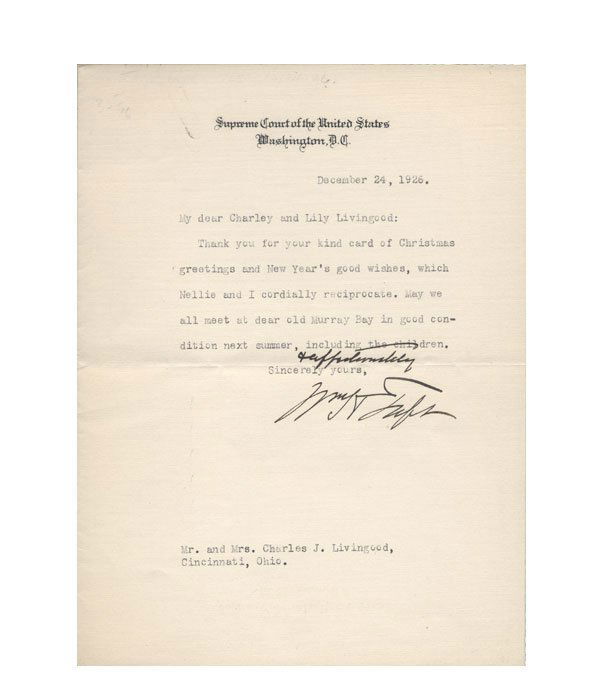 Supreme Court of the United States
Washington, D.C.
December 24, 1926.
My dear Charley and Lily Livingood:
Thank you for your kind card of Christmas
greetings and New Year's good wishes, which
Nellie and I cordially reciprocate. May we
all meet at dear old Murray Bay in good con-
dition next summer, including the children.
& affectionately
Sincerely yours,
Wm H Taft
Mr. and Mrs. Charles J. Livingood,
Cincinnati, Ohio.